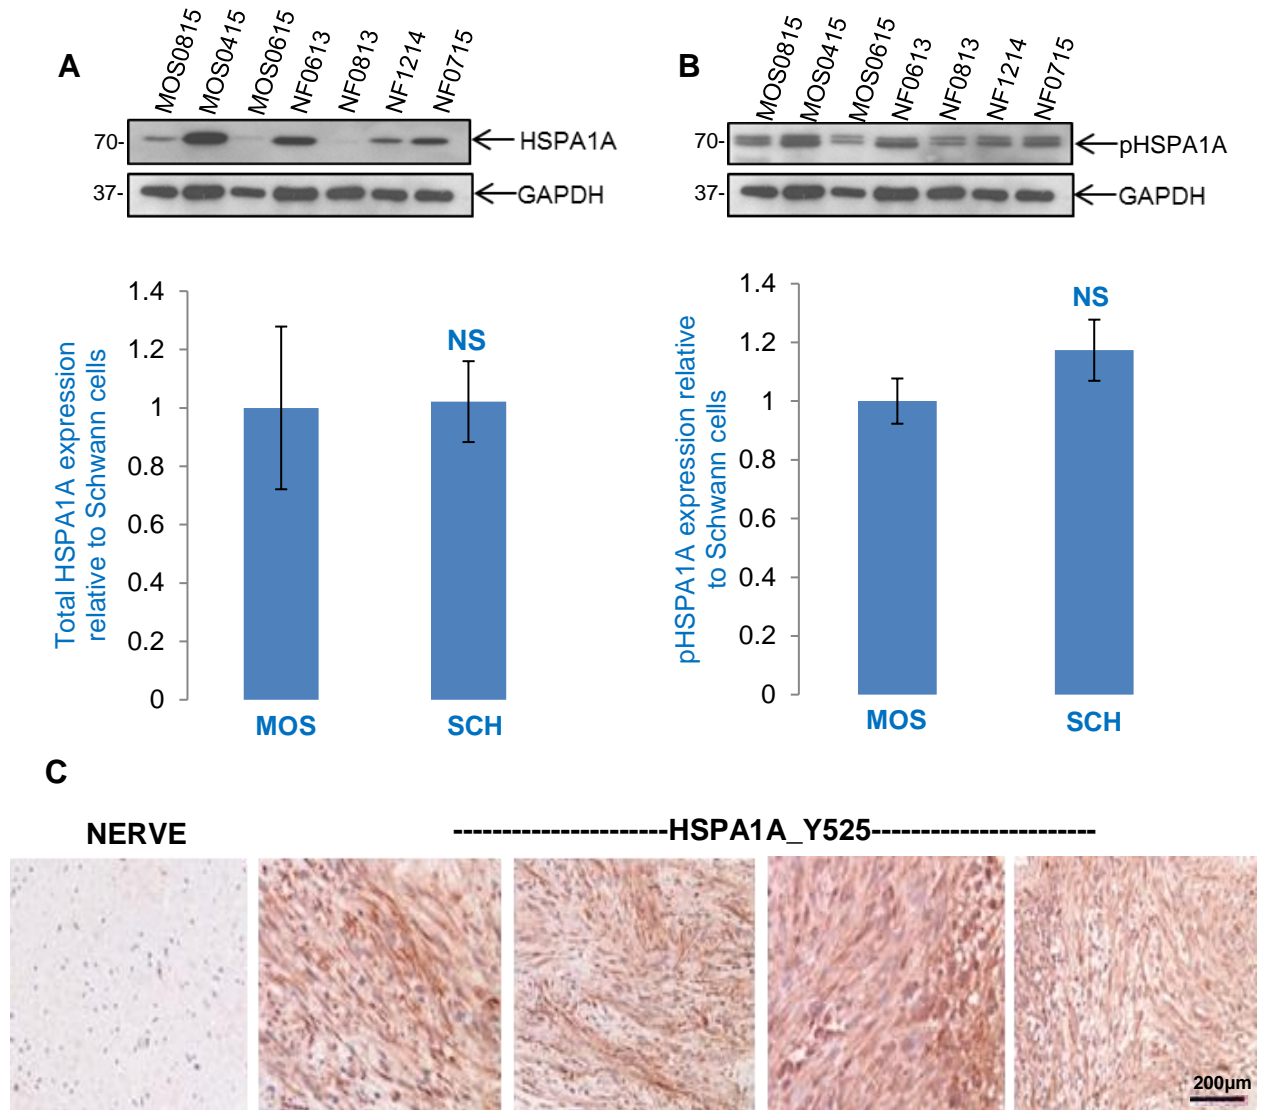 A
MOS0815
MOS0415
MOS0615
NF0613
NF0813
NF1214
NF0715
70-
HSPA1A
37-
GAPDH
1.4
1.2
1
0.8
0.6
0.4
0.2
0
Total HSPA1A expression
relative to Schwann cells
NS
MOS
SCH
B
MOS0815
MOS0415
MOS0615
NF0613
NF0813
NF1214
NF0715
70-
pHSPA1A
37-
GAPDH
1.4
1.2
1
0.8
0.6
0.4
0.2
0
pHSPA1A expression relative
to Schwann cells
NS
MOS
SCH
C
NERVE
----------------------HSPA1A_Y525-----------------------
200µm